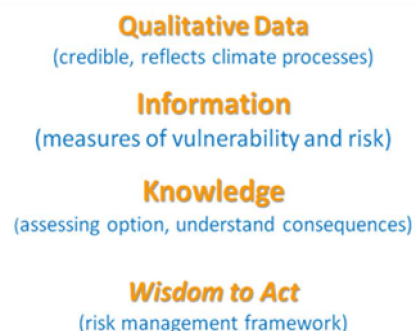 Qualitative Data
(credible, reflects climate processes)
Information
(measures of vulnerability and risk)
Knowledge
(assessing option, understand consequences)
Wisdom to Act
(risk management framework)